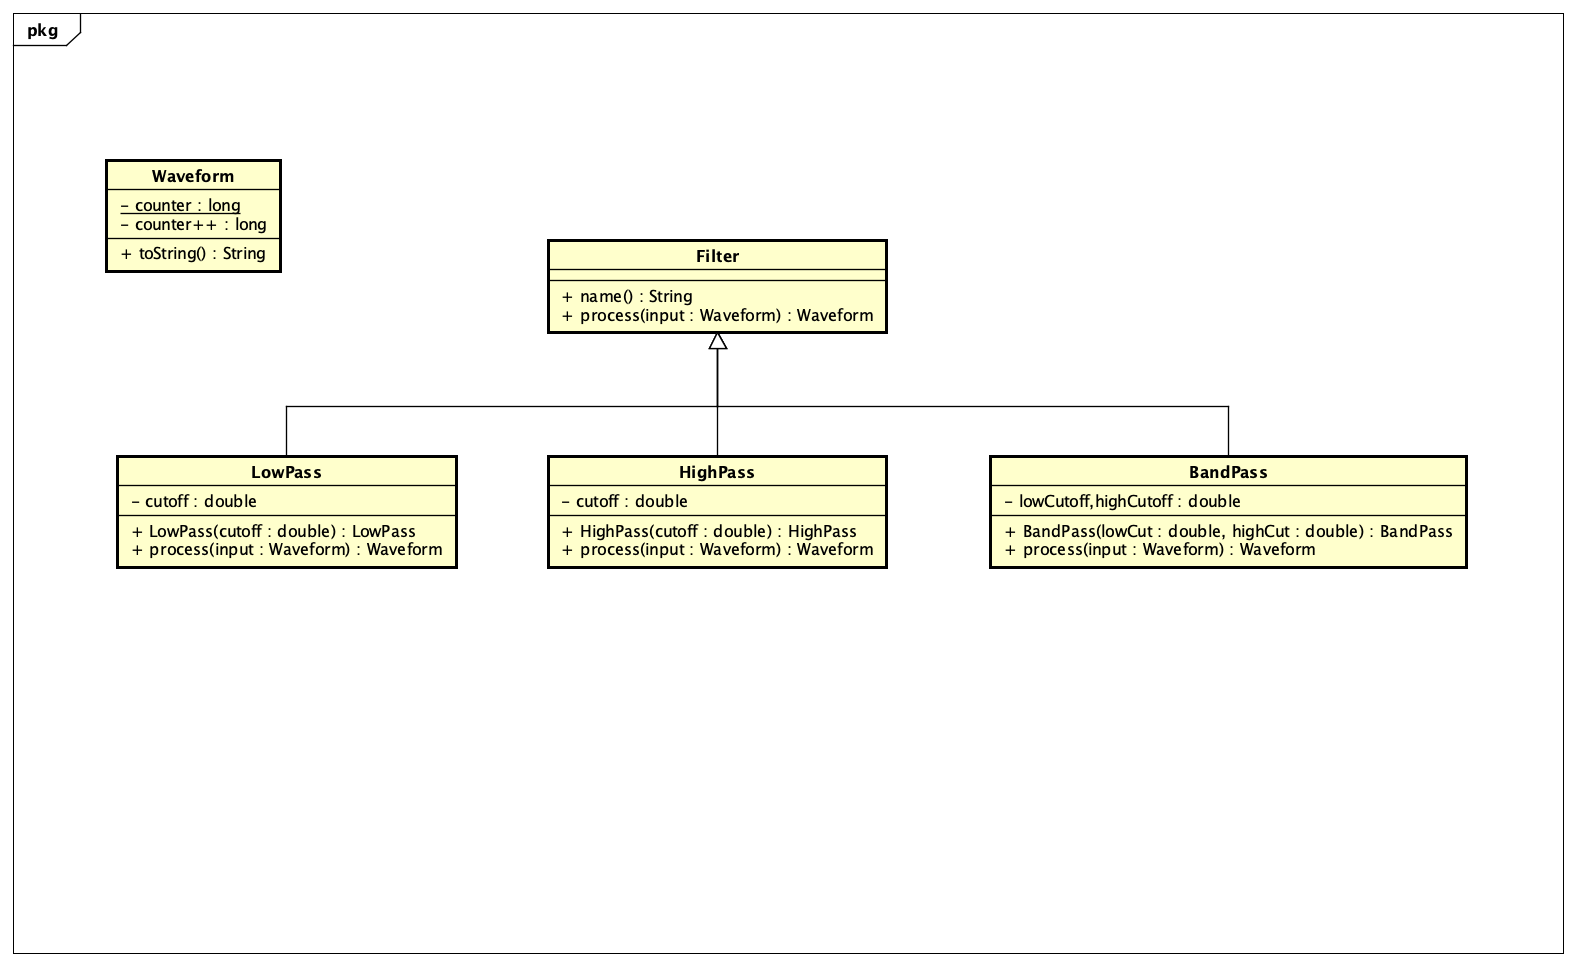 pkg
Waveform
- counter : long
- counter++ : long
+ toString() : String
Filter
+ name() : String
+ process(input : Waveform) : Waveform
LowPass
- cutoff : double
+ LowPass(cutoff : double) : LowPass
+ process(input : Waveform) : Waveform
HighPass
- cutoff : double
+ HighPass(cutoff : double) : HighPass
+ process(input : Waveform) : Waveform
BandPass
- lowCutoff,highCutoff : double
+ BandPass(lowCut : double, highCut : double) : BandPass
+ process(input : Waveform) : Waveform